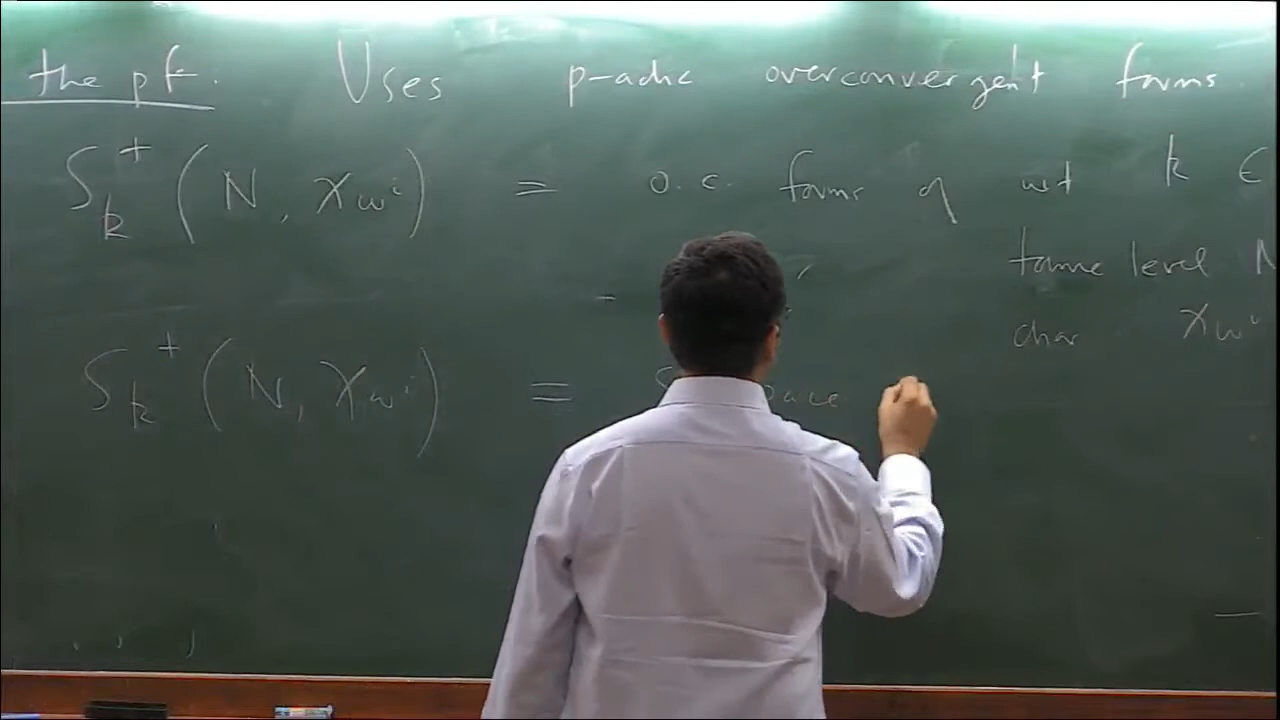 the pf. Uses p-adic overconvergent forms.
S_k^+ (N, χω^i) = o.c. forms of wt k ∈
tame level N
char χω^i
S_k^+ (N, χω^i) =